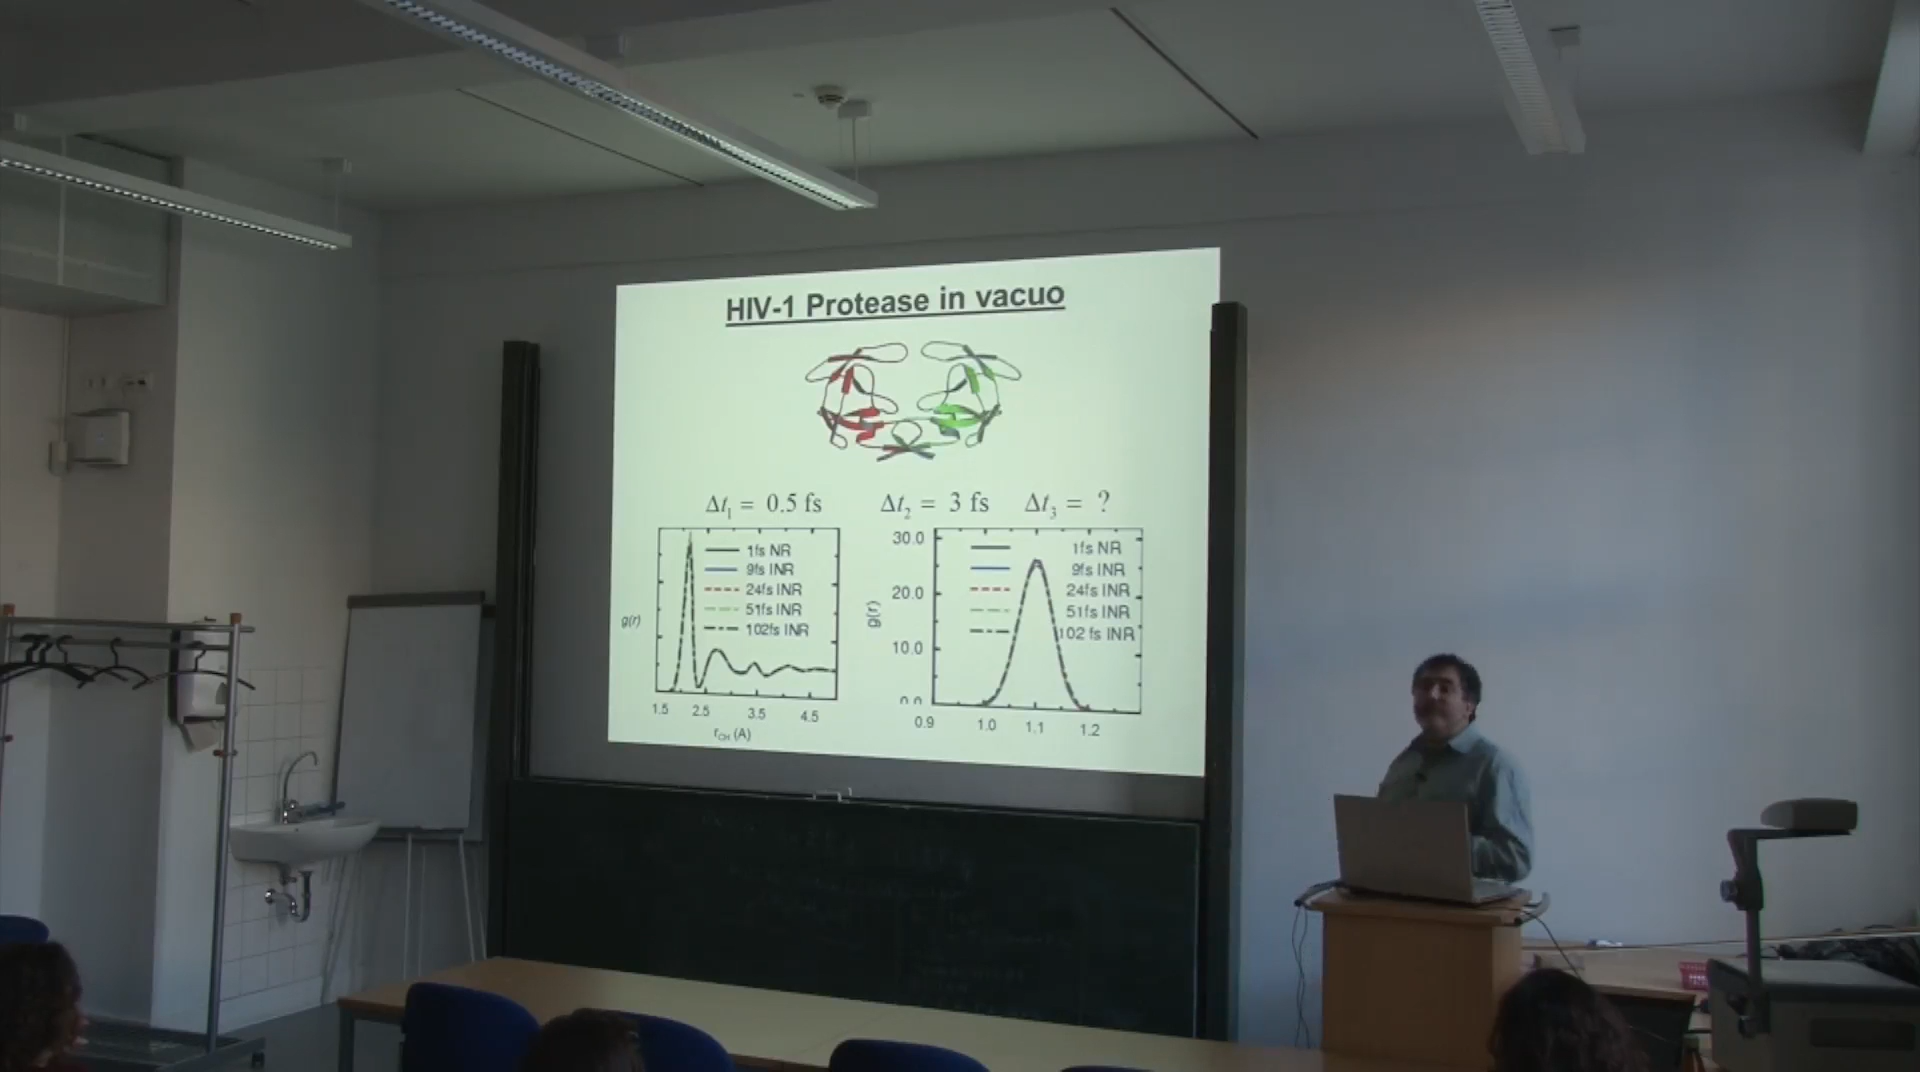 HIV-1 Protease in vacuo
Δt₁ = 0.5 fs
Δt₂ = 3 fs
Δt₃ = ?
1fs NR
9fs INR
24fs INR
51fs INR
102fs INR
g(r)
1.5 2.5 3.5 4.5
r_CH (A)
30.0
20.0
10.0
0.0
g(r)
1fs NR
9fs INR
24fs INR
51fs INR
102 fs INR
0.9 1.0 1.1 1.2